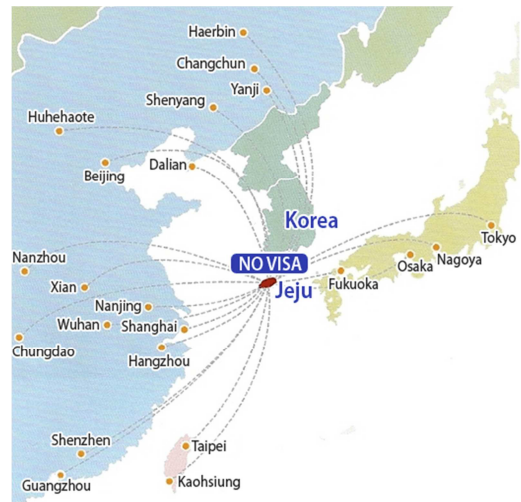 Haerbin
Changchun
Yanji
Shenyang
Huhehaote
Dalian
Beijing
Korea
Tokyo
Nanzhou
NO VISA
Nagoya
Osaka
Xian
Jeju
Fukuoka
Nanjing
Wuhan
Shanghai
Chungdao
Hangzhou
Shenzhen
Taipei
Guangzhou
Kaohsiung